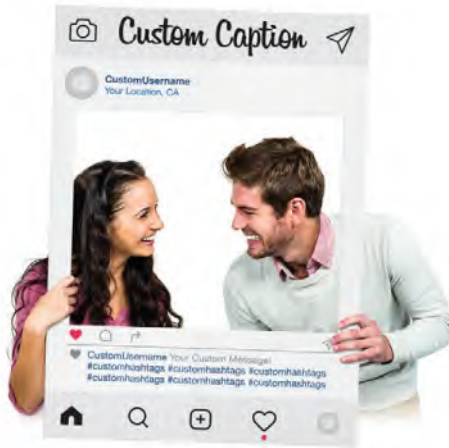 Custom Caption
CustomUsername
Your Location, CA
CustomUsername Your Custom Message!
#customhashtags #customhashtags #customhashtags
#customhashtags #customhashtags #customhashtags